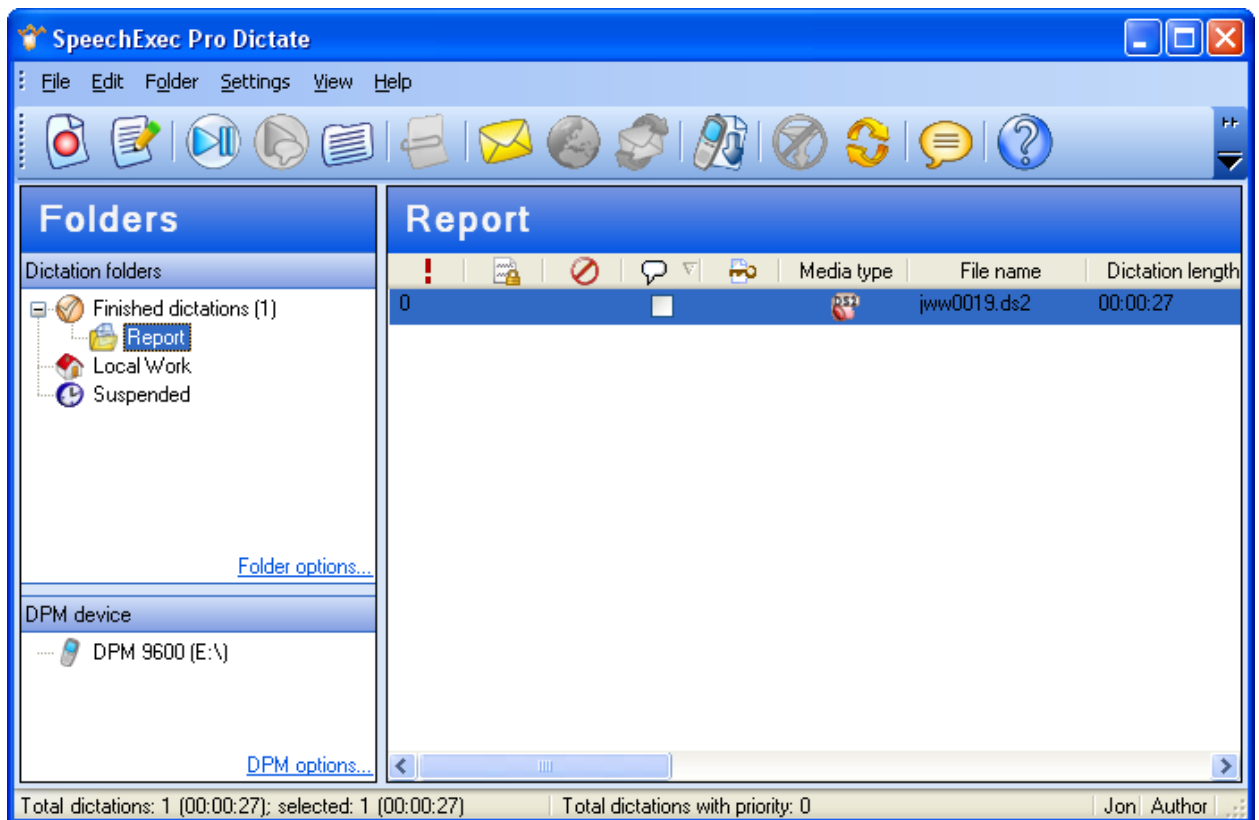 SpeechExec Pro Dictate
File Edit Folder Settings View Help
Folders
Report
Dictation folders
! Media type File name Dictation length
Finished dictations (1)
0 DS2 jww0019.ds2 00:00:27
Report
Local Work
Suspended
Folder options...
DPM device
DPM 9600 (E:\)
DPM options...
Total dictations: 1 (00:00:27); selected: 1 (00:00:27) Total dictations with priority: 0 Jon Author